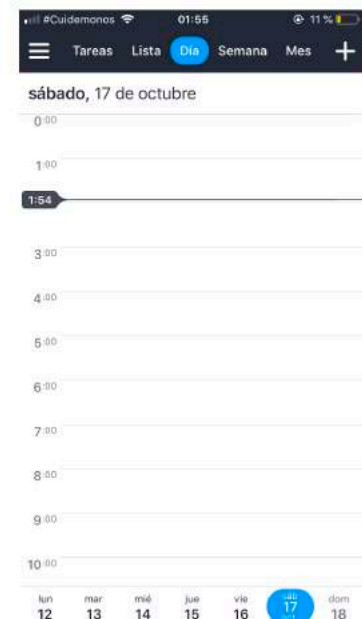 #Cuidemonos 01:55 11 %
Tareas Lista Día Semana Mes +
sábado, 17 de octubre
0:00
1:00
1:54
3:00
4:00
5:00
6:00
7:00
8:00
9:00
10:00
lun mar mié jue vie sáb dom
12 13 14 15 16 17 18